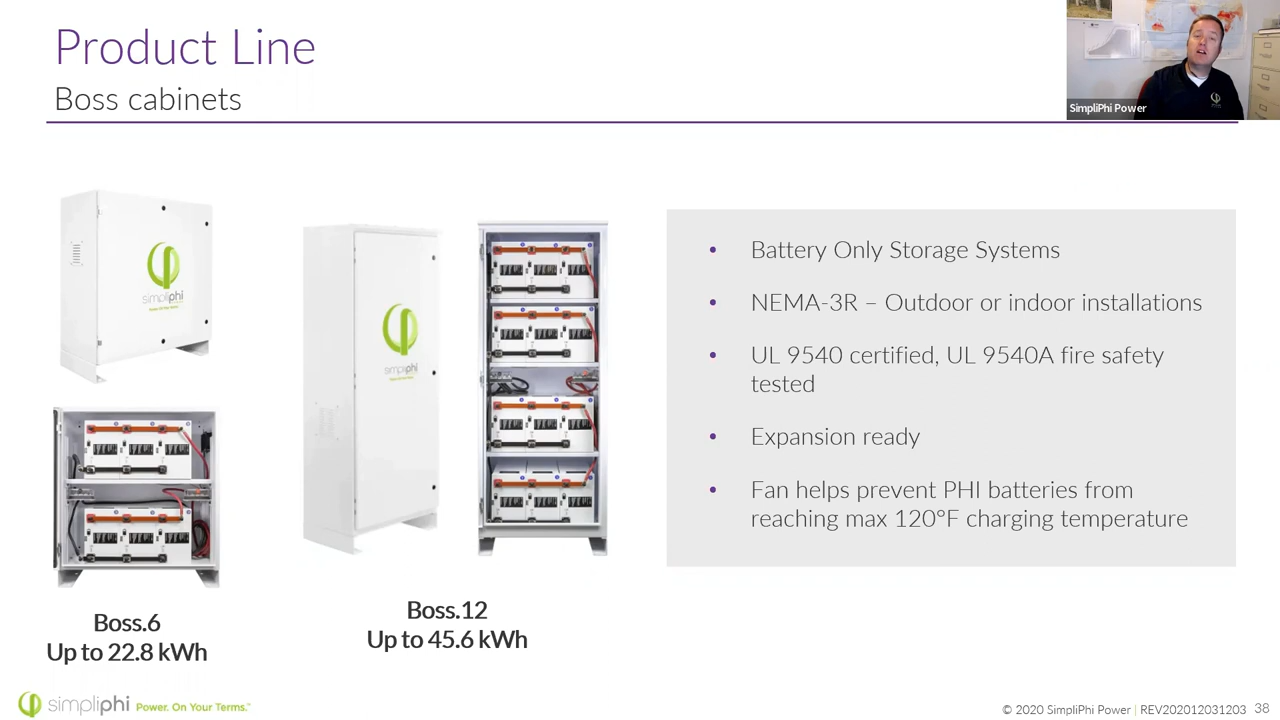 Product Line
Boss cabinets
SimpliPhi Power
simpliphi
simpliphi
• Battery Only Storage Systems
• NEMA-3R – Outdoor or indoor installations
• UL 9540 certified, UL 9540A fire safety
tested
• Expansion ready
• Fan helps prevent PHI batteries from
reaching max 120°F charging temperature
Boss.6
Up to 22.8 kWh
Boss.12
Up to 45.6 kWh
simpliphi Power. On Your Terms.™
© 2020 SimpliPhi Power | REV202012031203 38